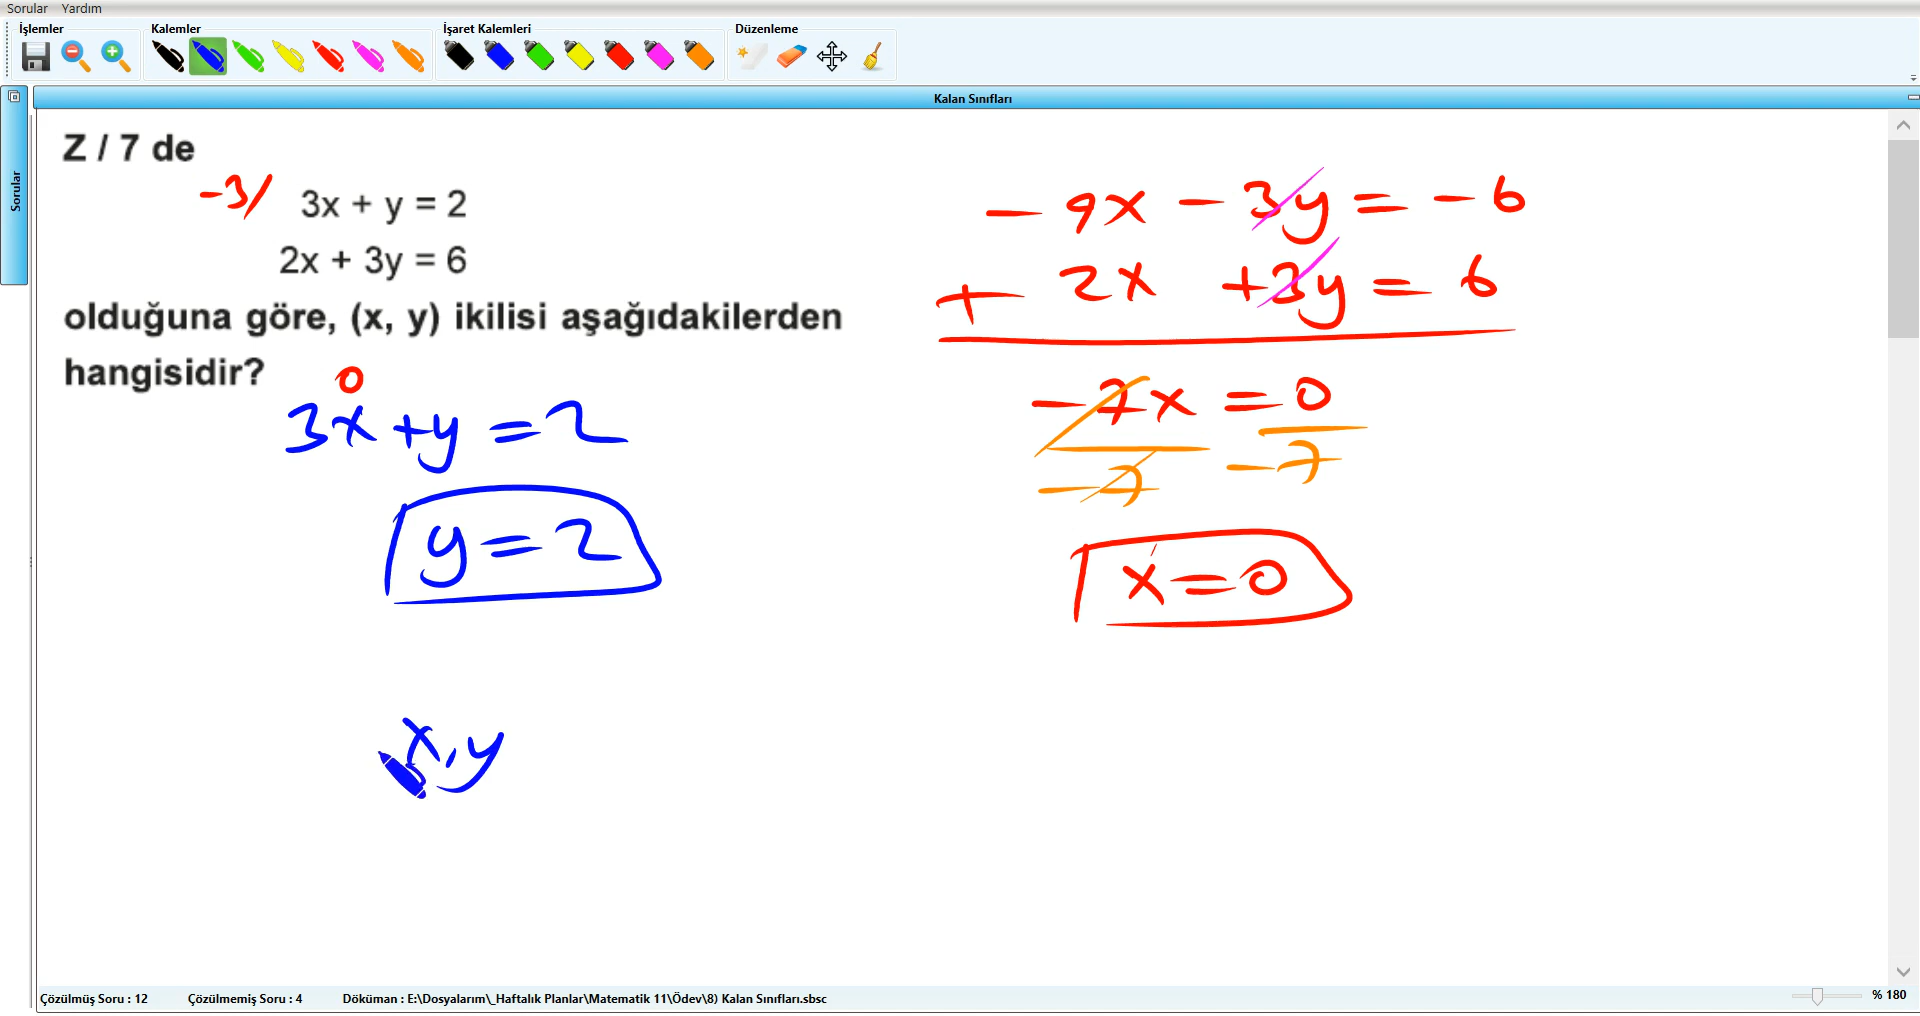 Sorular Yardım
İşlemler Kalemler İşaret Kalemleri Düzenleme
Kalan Sınıfları
Sorular
Z / 7 de
-3/ 3x + y = 2
2x + 3y = 6
olduğuna göre, (x, y) ikilisi aşağıdakilerden
hangisidir?
0
3x + y = 2
y = 2
x, y
- 9x - 3y = - 6
+ 2x + 3y = 6
-7x = 0
-7 -7
x = 0
Çözülmüş Soru : 12 Çözülmemiş Soru : 4 Döküman : E:\Dosyalarım\_Haftalık Planlar\Matematik 11\Ödev\8) Kalan Sınıfları.sbsc % 180